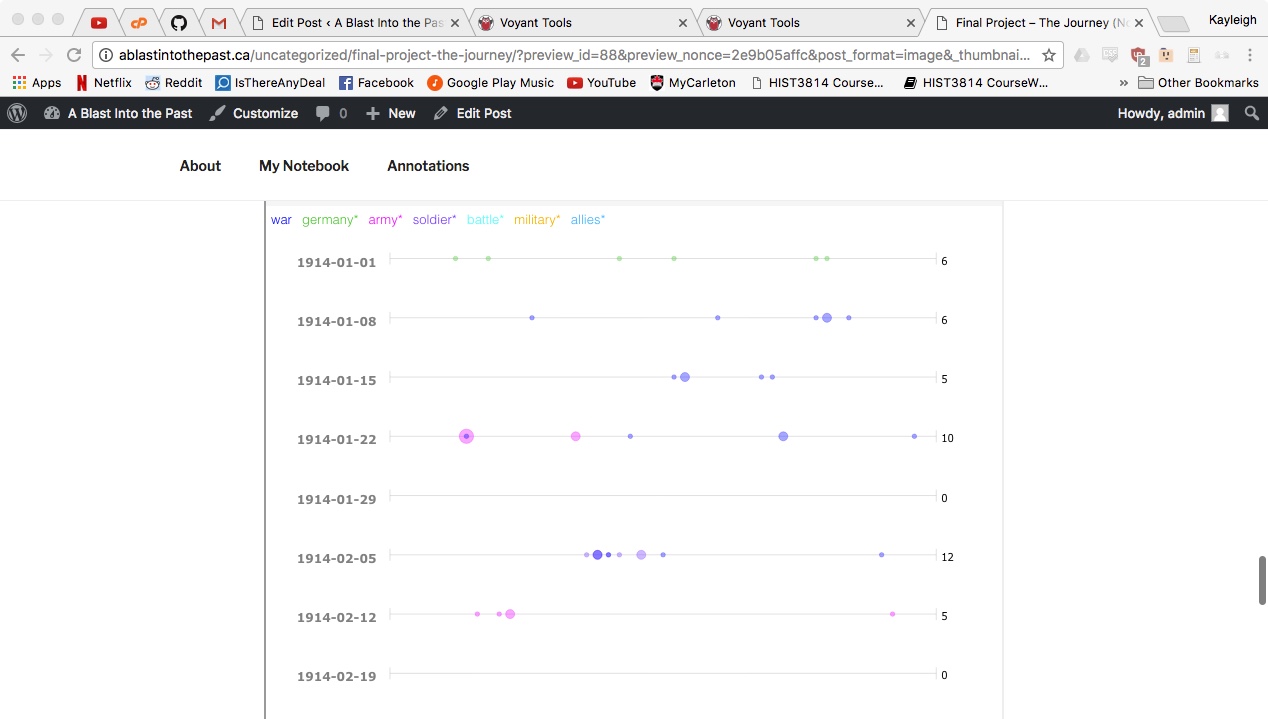 Edit Post ‹ A Blast Into the Pas Voyant Tools Voyant Tools Final Project – The Journey (No Kayleigh
ablastintothepast.ca/uncategorized/final-project-the-journey/?preview_id=88&preview_nonce=2e9b05affc&post_format=image&_thumbnai...
Apps Netflix Reddit IsThereAnyDeal Facebook Google Play Music YouTube MyCarleton HIST3814 Course... HIST3814 CourseW... » Other Bookmarks
A Blast Into the Past Customize 0 New Edit Post Howdy, admin
About My Notebook Annotations
war germany* army* soldier* battle* military* allies*
1914-01-01 6
1914-01-08 6
1914-01-15 5
1914-01-22 10
1914-01-29 0
1914-02-05 12
1914-02-12 5
1914-02-19 0